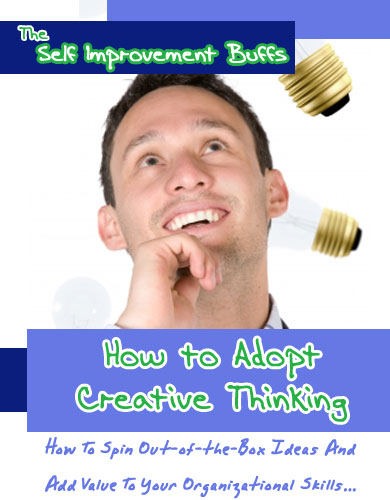 The
Self Improvement Buffs
How to Adopt
Creative Thinking
How To Spin Out-of-the-Box Ideas And
Add Value To Your Organizational Skills...